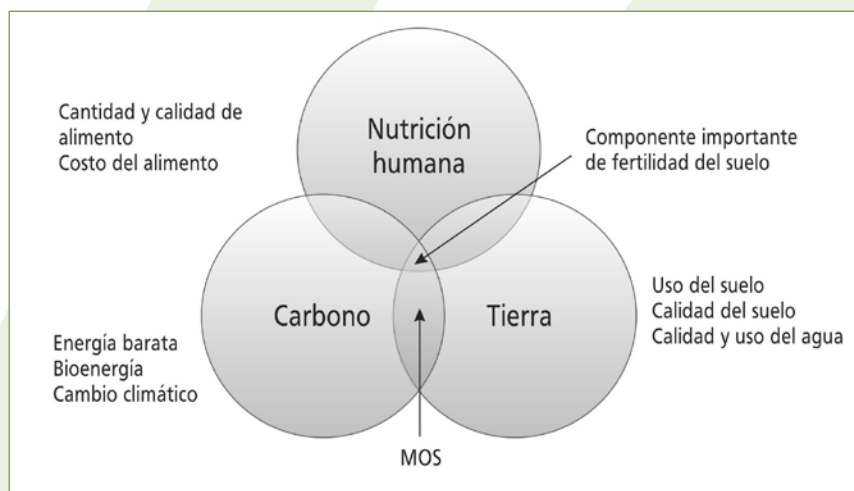 Cantidad y calidad de
alimento
Costo del alimento
Nutrición
humana
Componente importante
de fertilidad del suelo
Carbono
Tierra
Uso del suelo
Calidad del suelo
Calidad y uso del agua
Energía barata
Bioenergía
Cambio climático
MOS